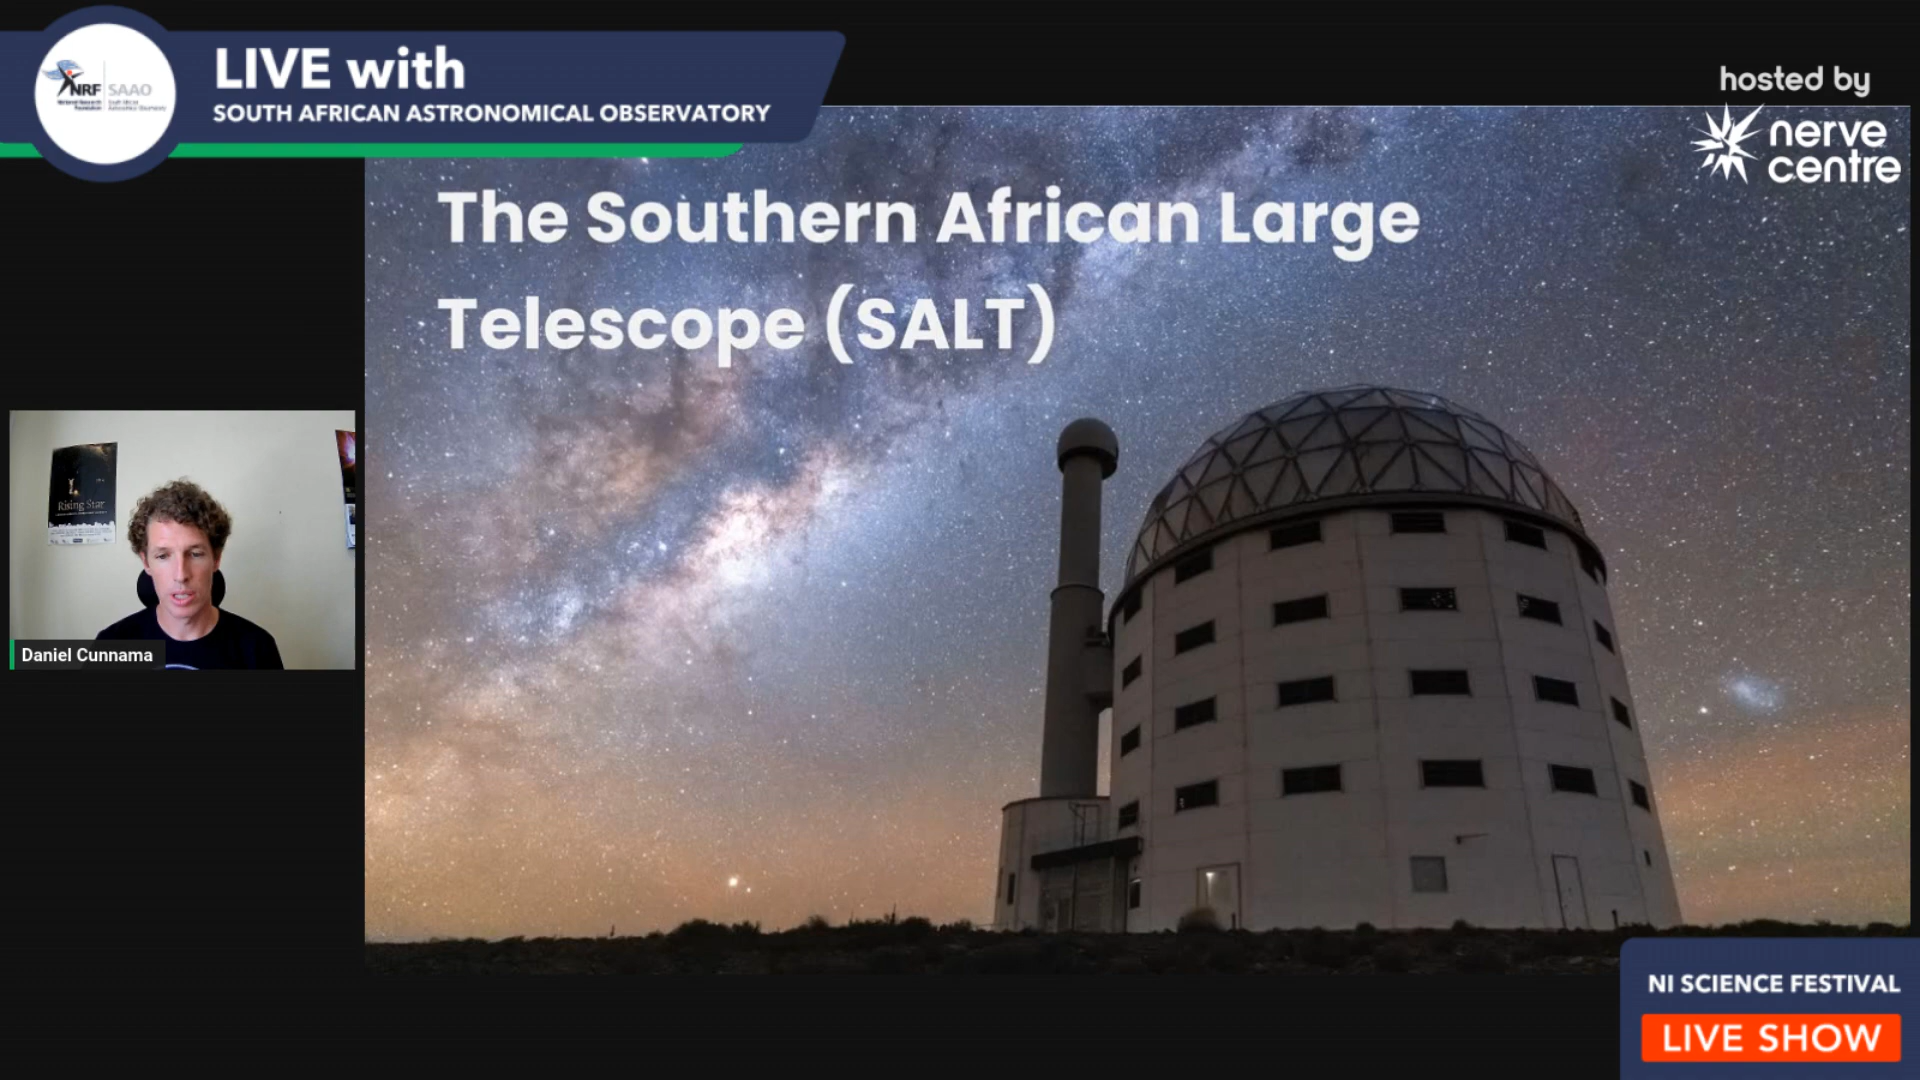 LIVE with
SOUTH AFRICAN ASTRONOMICAL OBSERVATORY
NRF
SAAO
hosted by
nerve
centre
The Southern African Large
Telescope (SALT)
Rising Star
Daniel Cunnama
NI SCIENCE FESTIVAL
LIVE SHOW